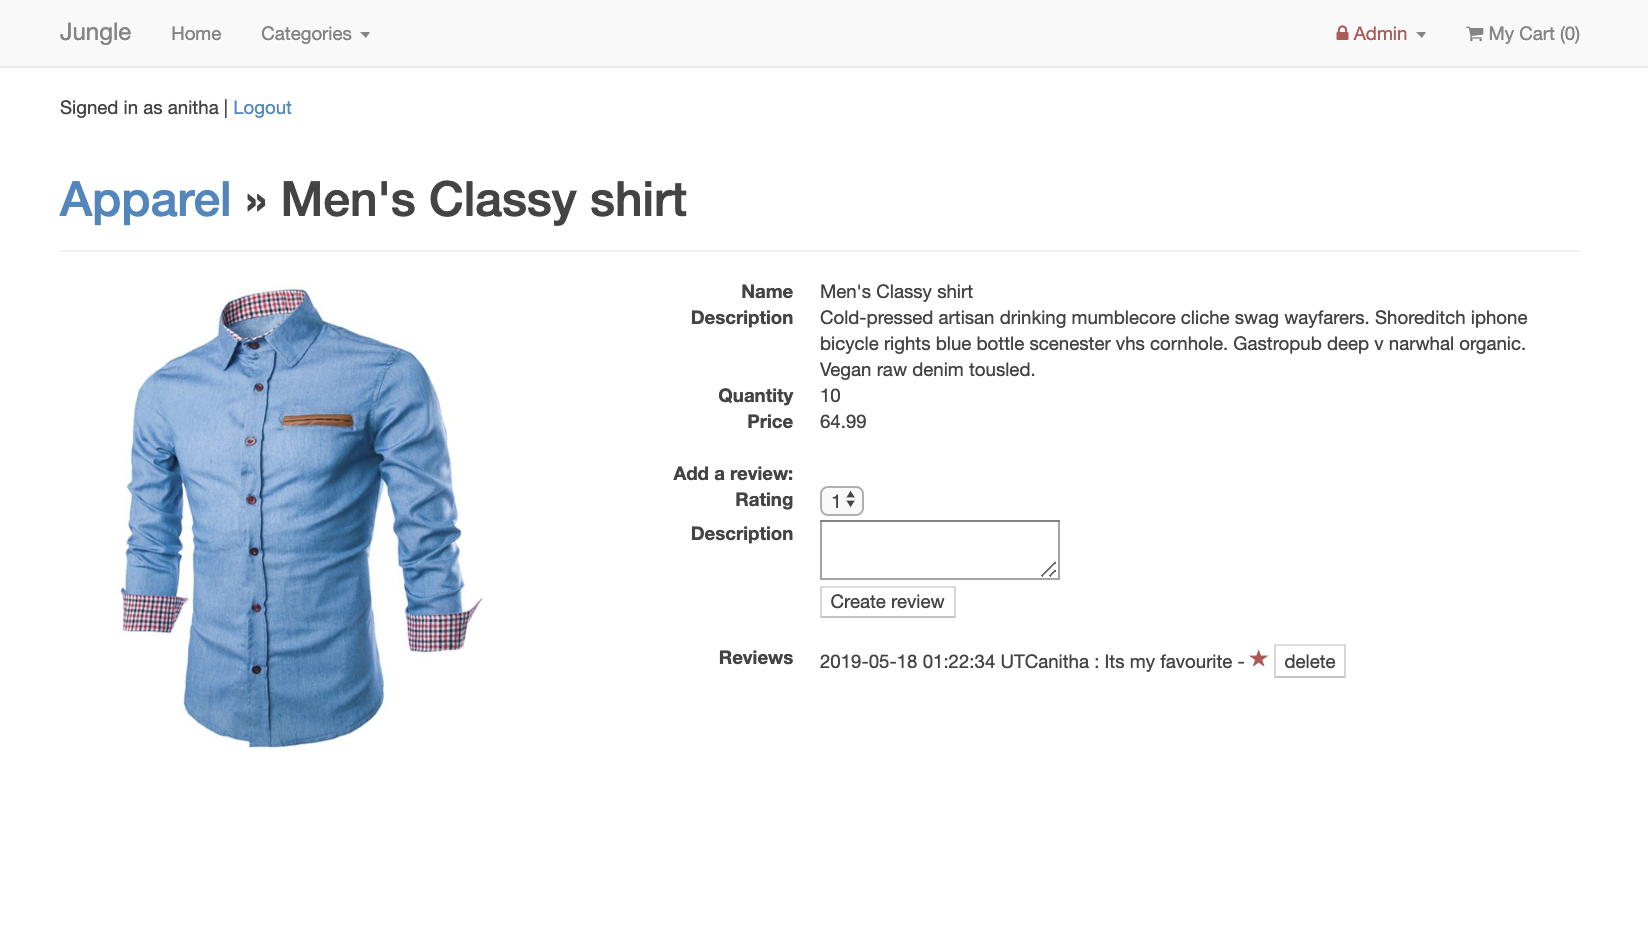 Jungle Home Categories Admin My Cart (0)
Signed in as anitha | Logout
Apparel » Men's Classy shirt
Name Men's Classy shirt
Description Cold-pressed artisan drinking mumblecore cliche swag wayfarers. Shoreditch iphone
bicycle rights blue bottle scenester vhs cornhole. Gastropub deep v narwhal organic.
Vegan raw denim tousled.
Quantity 10
Price 64.99
Add a review:
Rating 1
Description
Create review
Reviews 2019-05-18 01:22:34 UTCanitha : Its my favourite - ★ delete